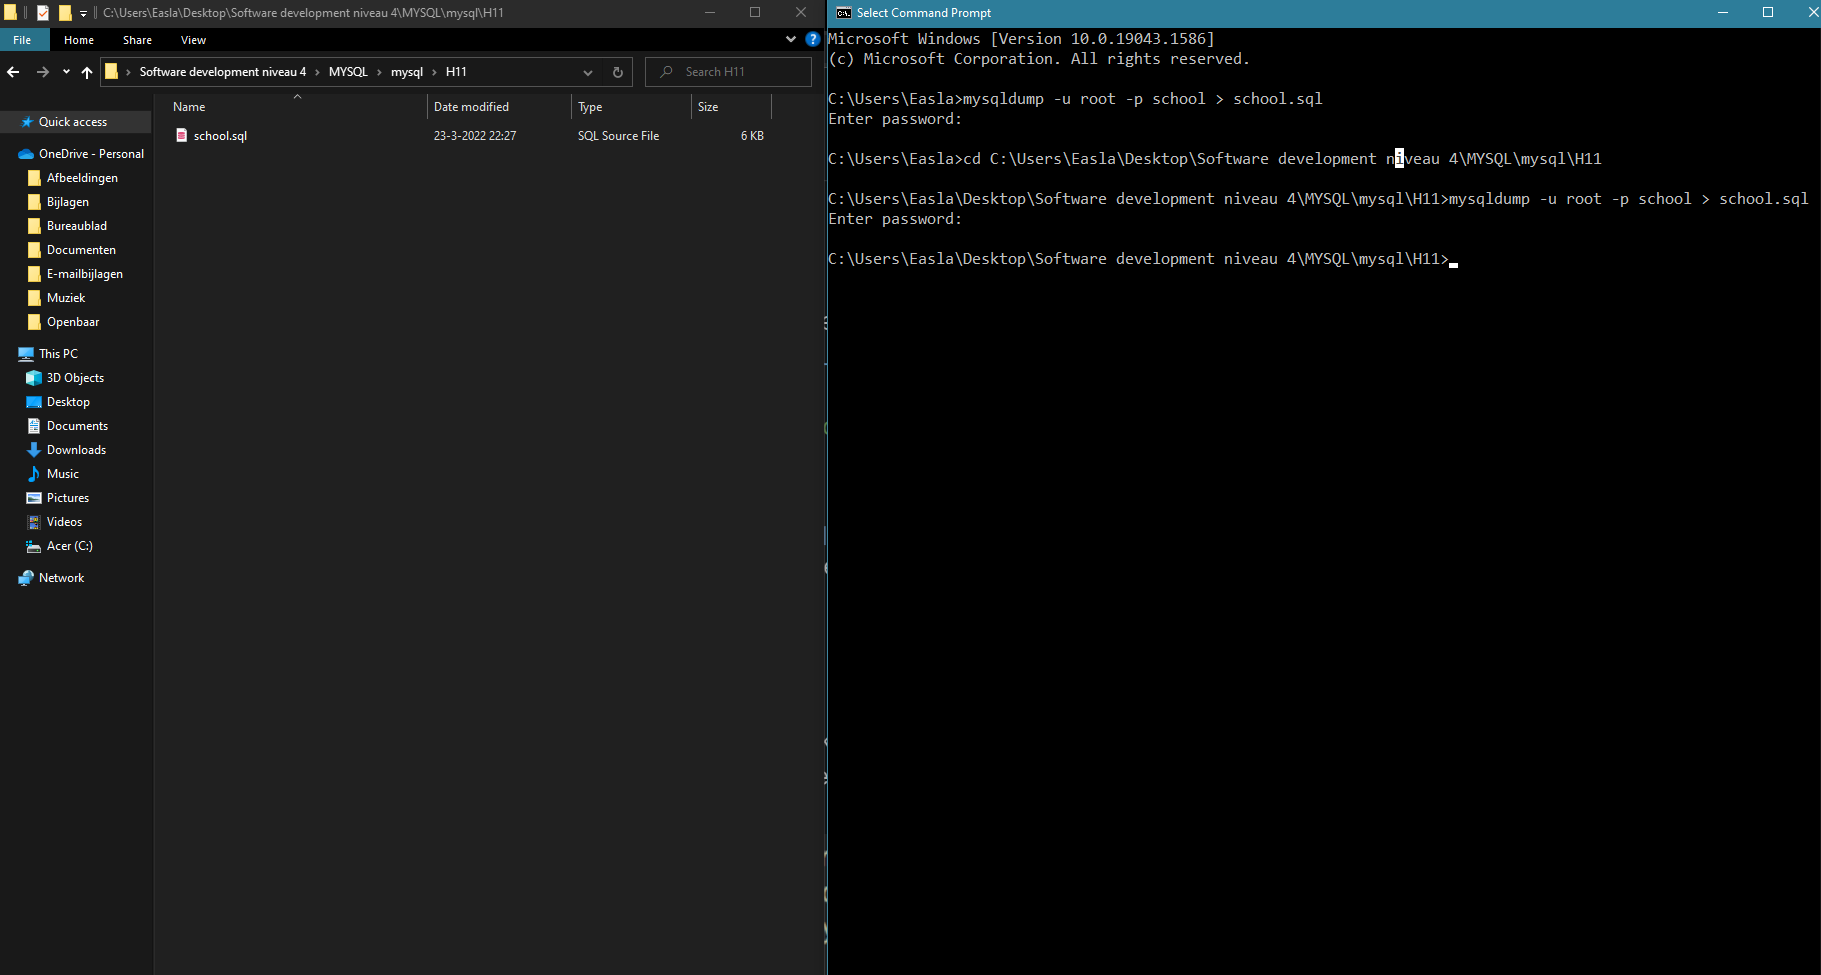 C:\Users\Easla\Desktop\Software development niveau 4\MYSQL\mysql\H11
File Home Share View
Software development niveau 4 MYSQL mysql H11
Search H11
Name Date modified Type Size
school.sql 23-3-2022 22:27 SQL Source File 6 KB
Quick access
OneDrive - Personal
Afbeeldingen
Bijlagen
Bureaublad
Documenten
E-mailbijlagen
Muziek
Openbaar
This PC
3D Objects
Desktop
Documents
Downloads
Music
Pictures
Videos
Acer (C:)
Network
Select Command Prompt
Microsoft Windows [Version 10.0.19043.1586]
(c) Microsoft Corporation. All rights reserved.
C:\Users\Easla>mysqldump -u root -p school > school.sql
Enter password:
C:\Users\Easla>cd C:\Users\Easla\Desktop\Software development niveau 4\MYSQL\mysql\H11
C:\Users\Easla\Desktop\Software development niveau 4\MYSQL\mysql\H11>mysqldump -u root -p school > school.sql
Enter password:
C:\Users\Easla\Desktop\Software development niveau 4\MYSQL\mysql\H11>